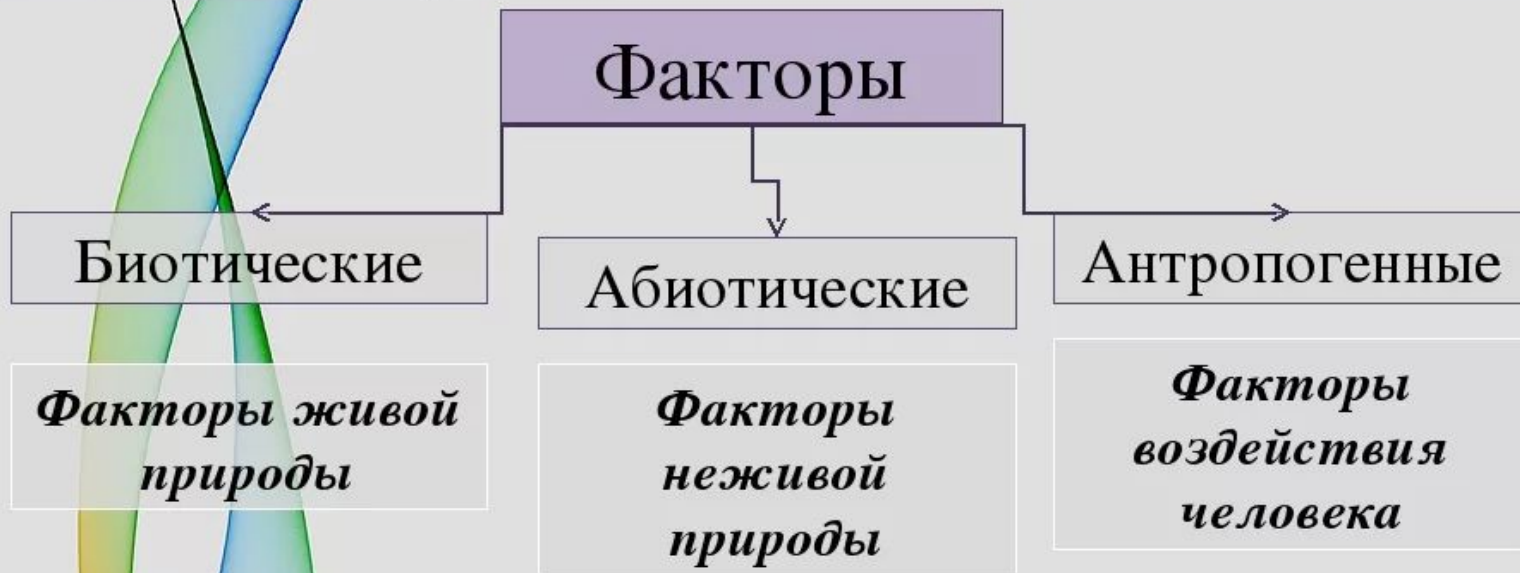 Факторы
Биотические
Абиотические
Антропогенные
Факторы живой
природы
Факторы
неживой
природы
Факторы
воздействия
человека